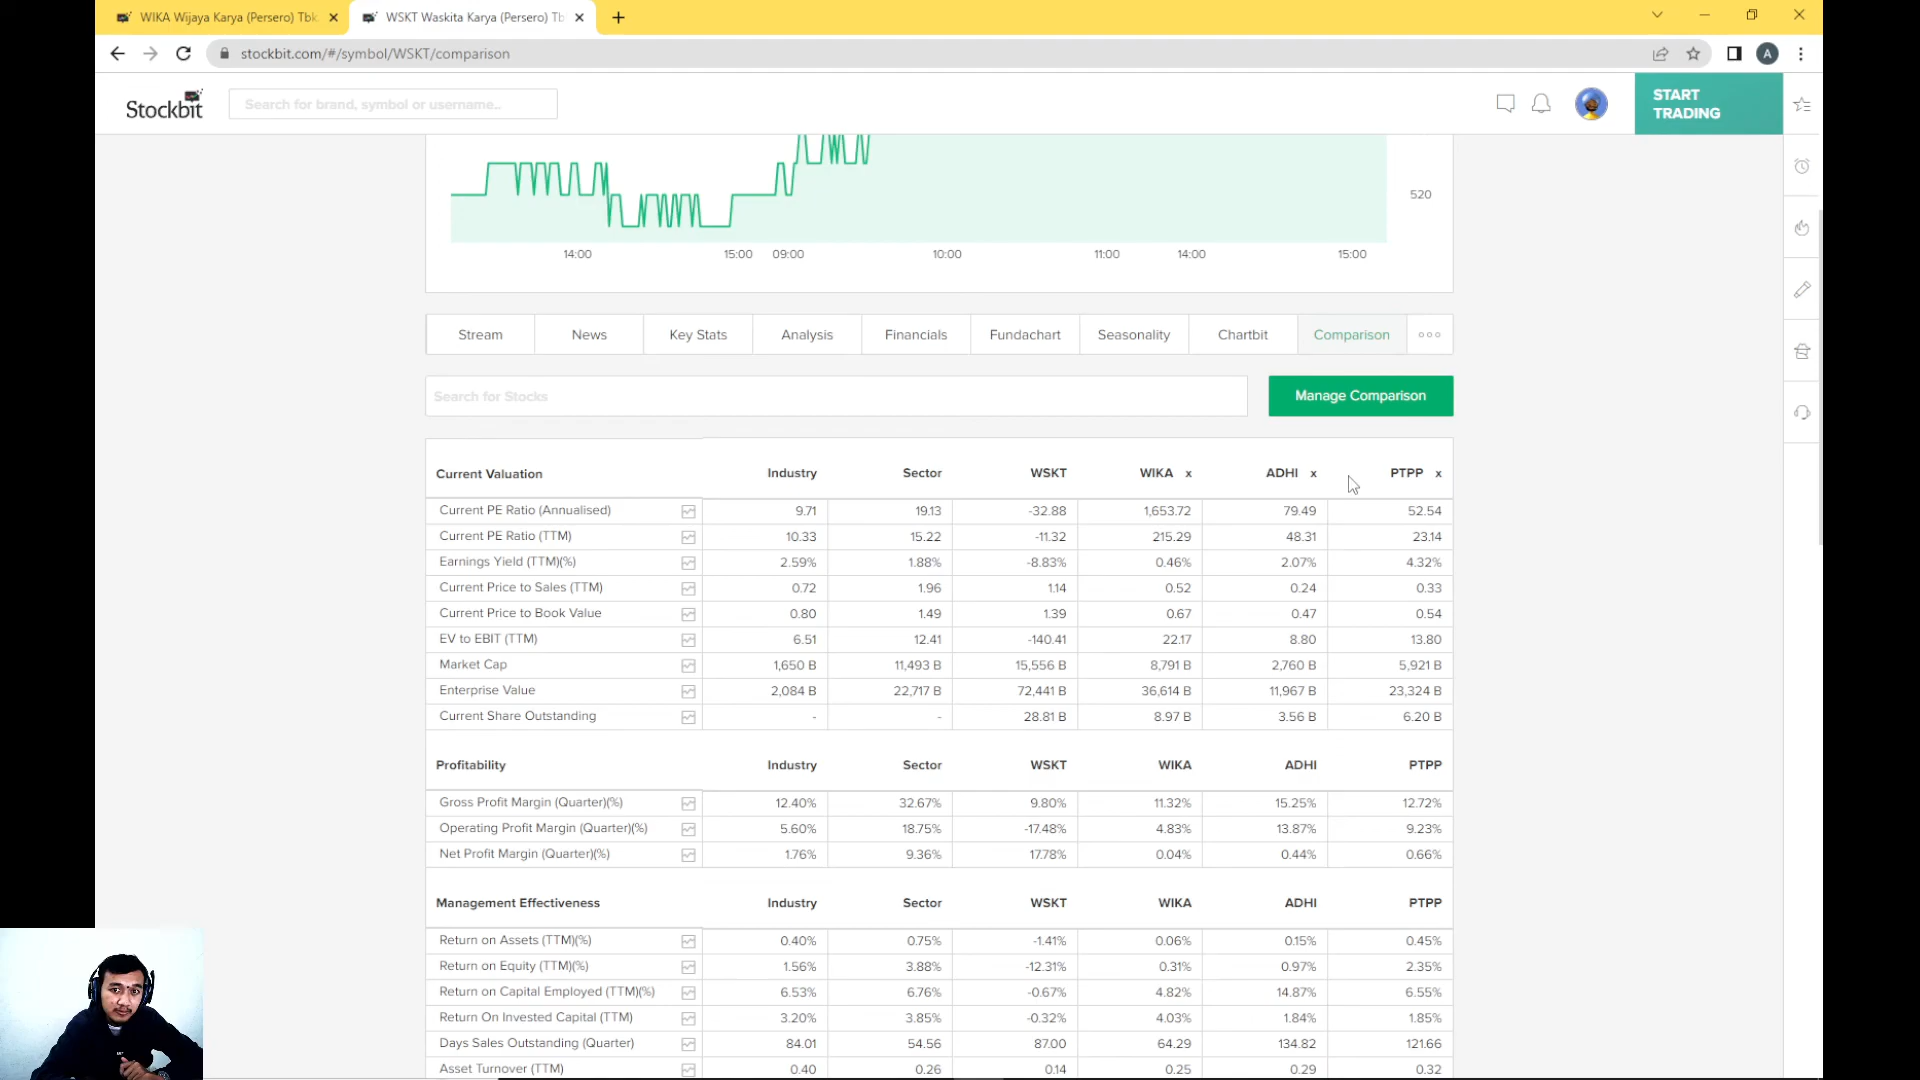 WIKA Wijaya Karya (Persero) Tbk
WSKT Waskita Karya (Persero) Tb
stockbit.com/#/symbol/WSKT/comparison
A
Stockbit
Search for brand, symbol or username...
START
TRADING
520
14:00 15:00 09:00 10:00 11:00 14:00 15:00
Stream News Key Stats Analysis Financials Fundachart Seasonality Chartbit Comparison
Search for Stocks
Manage Comparison
Current Valuation Industry Sector WSKT WIKA x ADHI x PTPP x
Current PE Ratio (Annualised) 9.71 19.13 -32.88 1,653.72 79.49 52.54
Current PE Ratio (TTM) 10.33 15.22 -11.32 215.29 48.31 23.14
Earnings Yield (TTM)(%) 2.59% 1.88% -8.83% 0.46% 2.07% 4.32%
Current Price to Sales (TTM) 0.72 1.96 1.14 0.52 0.24 0.33
Current Price to Book Value 0.80 1.49 1.39 0.67 0.47 0.54
EV to EBIT (TTM) 6.51 12.41 -140.41 22.17 8.80 13.80
Market Cap 1,650 B 11,493 B 15,556 B 8,791 B 2,760 B 5,921 B
Enterprise Value 2,084 B 22,717 B 72,441 B 36,614 B 11,967 B 23,324 B
Current Share Outstanding - - 28.81 B 8.97 B 3.56 B 6.20 B
Profitability Industry Sector WSKT WIKA ADHI PTPP
Gross Profit Margin (Quarter)(%) 12.40% 32.67% 9.80% 11.32% 15.25% 12.72%
Operating Profit Margin (Quarter)(%) 5.60% 18.75% -17.48% 4.83% 13.87% 9.23%
Net Profit Margin (Quarter)(%) 1.76% 9.36% 17.78% 0.04% 0.44% 0.66%
Management Effectiveness Industry Sector WSKT WIKA ADHI PTPP
Return on Assets (TTM)(%) 0.40% 0.75% -1.41% 0.06% 0.15% 0.45%
Return on Equity (TTM)(%) 1.56% 3.88% -12.31% 0.31% 0.97% 2.35%
Return on Capital Employed (TTM)(%) 6.53% 6.76% -0.67% 4.82% 14.87% 6.55%
Return On Invested Capital (TTM) 3.20% 3.85% -0.32% 4.03% 1.84% 1.85%
Days Sales Outstanding (Quarter) 84.01 54.56 87.00 64.29 134.82 121.66
Asset Turnover (TTM) 0.40 0.26 0.14 0.25 0.29 0.32